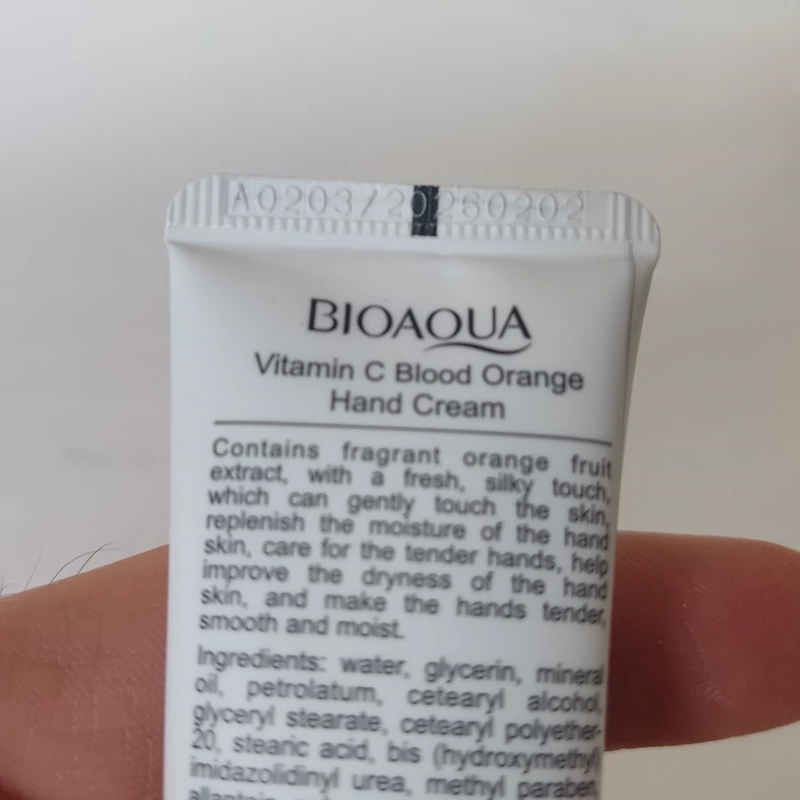 A0203/20260202
BIOAQUA
Vitamin C Blood Orange
Hand Cream
Contains fragrant orange fruit
extract, with a fresh, silky touch,
which can gently touch the skin,
replenish the moisture of the hand
skin, care for the tender hands, help
improve the dryness of the hand
skin, and make the hands tender,
smooth and moist.
Ingredients: water, glycerin, mineral
oil, petrolatum, cetearyl alcohol,
glyceryl stearate, cetearyl polyether-
20, stearic acid, bis (hydroxymethyl)
imidazolidinyl urea, methyl paraben,